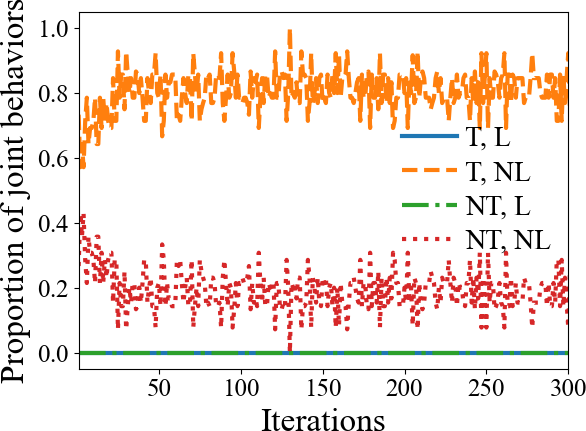 Proportion of joint behaviors
1.0
0.8
0.6
0.4
0.2
0.0
T, L
T, NL
NT, L
NT, NL
50
100
150
200
250
300
Iterations